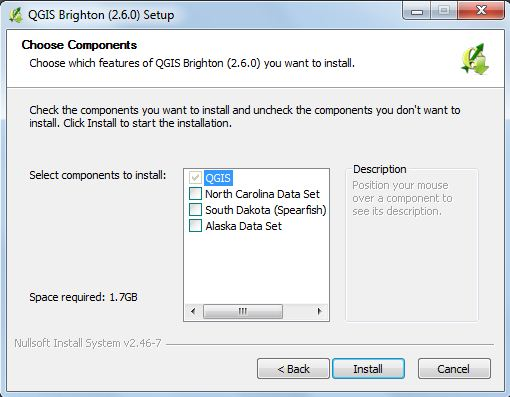 QGIS Brighton (2.6.0) Setup
Choose Components
Choose which features of QGIS Brighton (2.6.0) you want to install.
Check the components you want to install and uncheck the components you don't want to
install. Click Install to start the installation.
Select components to install:
QGIS
North Carolina Data Set
South Dakota (Spearfish)
Alaska Data Set
Description
Position your mouse
over a component to
see its description.
Space required: 1.7GB
Nullsoft Install System v2.46-7
< Back
Install
Cancel